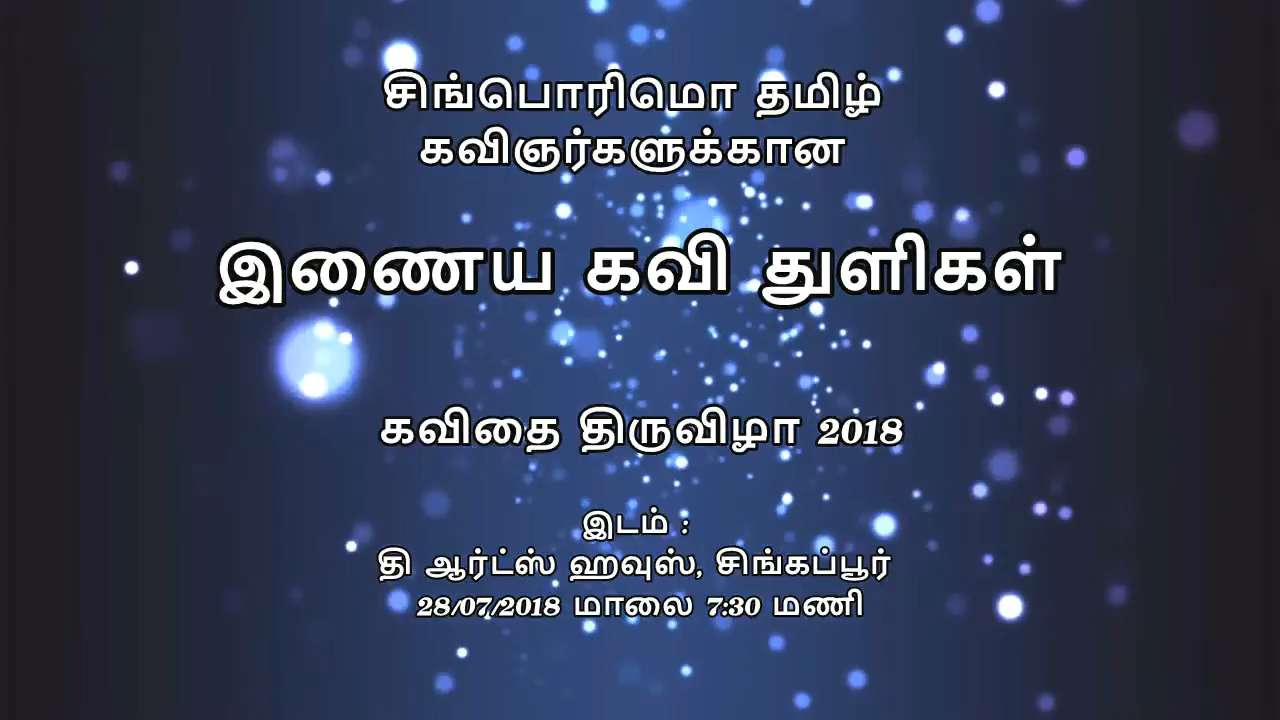 சிங்பொரிமொ தமிழ்
கவிஞர்களுக்கான
இணைய கவி துளிகள்
கவிதை திருவிழா 2018
இடம் :
தி ஆர்ட்ஸ் ஹவுஸ், சிங்கப்பூர்
28/07/2018 மாலை 7:30 மணி